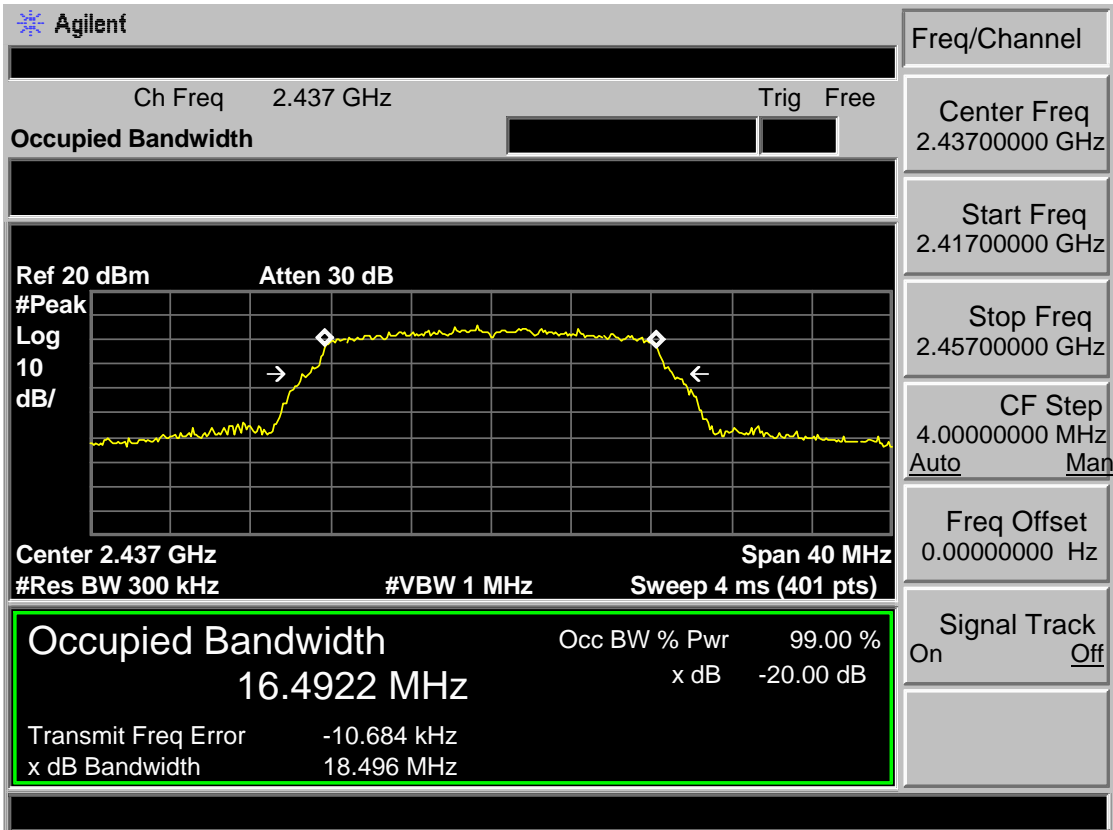 Agilent
Ch Freq 2.437 GHz Trig Free
Occupied Bandwidth
Ref 20 dBm Atten 30 dB
#Peak
Log
10
dB/
Center 2.437 GHz Span 40 MHz
#Res BW 300 kHz #VBW 1 MHz Sweep 4 ms (401 pts)
Occupied Bandwidth
16.4922 MHz
Occ BW % Pwr 99.00 %
x dB -20.00 dB
Transmit Freq Error -10.684 kHz
x dB Bandwidth 18.496 MHz
Freq/Channel
Center Freq
2.43700000 GHz
Start Freq
2.41700000 GHz
Stop Freq
2.45700000 GHz
CF Step
4.00000000 MHz
Auto Man
Freq Offset
0.00000000 Hz
Signal Track
On Off